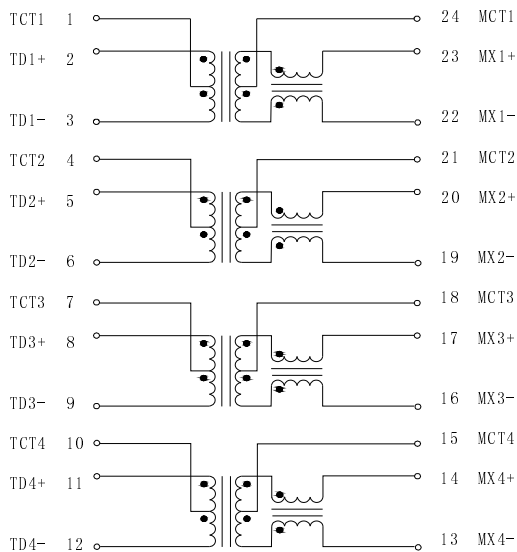 TCT1 1 24 MCT1
TD1+ 2 23 MX1+
TD1- 3 22 MX1-
TCT2 4 21 MCT2
TD2+ 5 20 MX2+
TD2- 6 19 MX2-
TCT3 7 18 MCT3
TD3+ 8 17 MX3+
TD3- 9 16 MX3-
TCT4 10 15 MCT4
TD4+ 11 14 MX4+
TD4- 12 13 MX4-